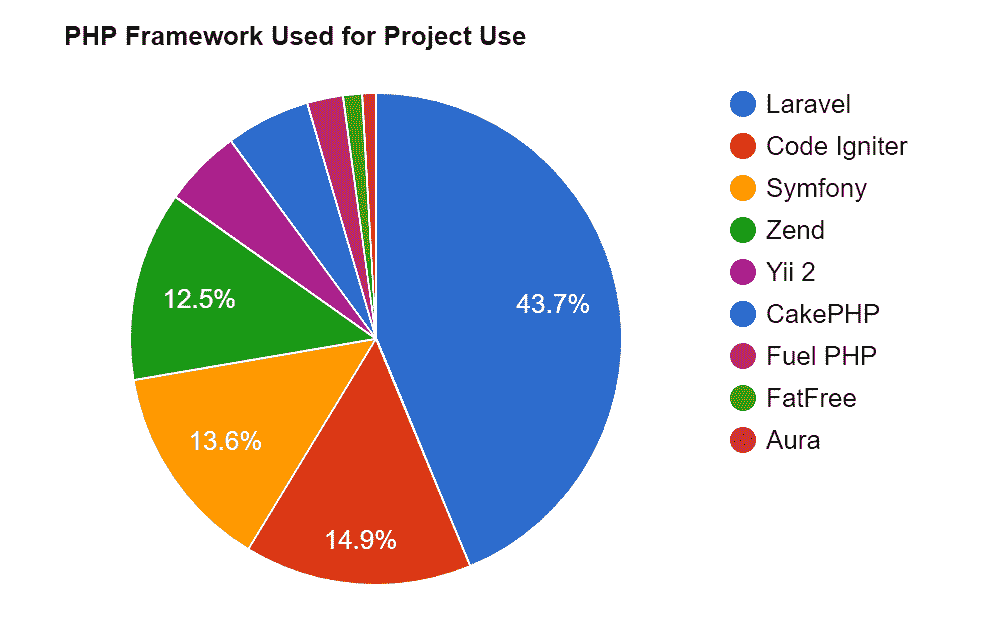 PHP Framework Used for Project Use
Laravel
Code Igniter
Symfony
Zend
Yii 2
CakePHP
Fuel PHP
FatFree
Aura
43.7%
14.9%
13.6%
12.5%